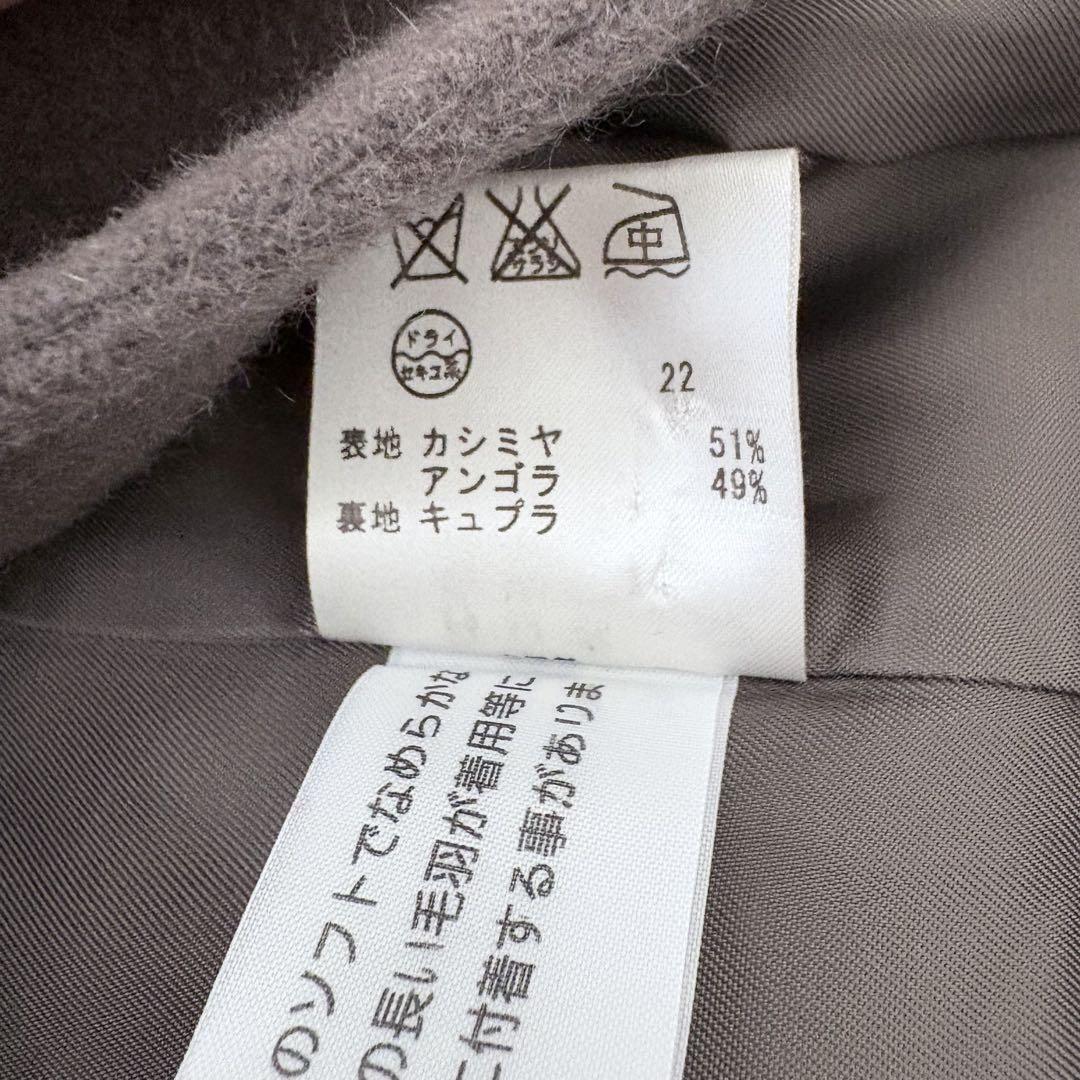 中
ドライ
セキユ系
22
表地 カシミヤ 51%
アンゴラ 49%
裏地 キュプラ
のソフトでなめらかな
の長い毛羽が着用等に
に付着する事がありま